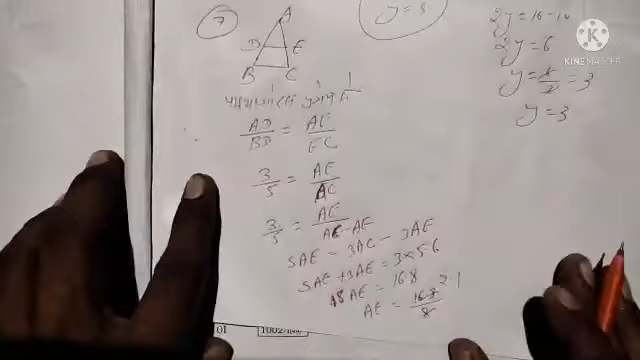 y = 3
2y = 16 - 10
2y = 6
y = 6/2 = 3
y = 3
7
A
D E
B C
AD/BD = AE/EC
3/5 = AE/AC
3/5 = AE/AC-AE
5AE - 3AC - 3AE
5AE + 3AE = 3×56
8AE = 168
AE = 168/8 21
KINEMASTER